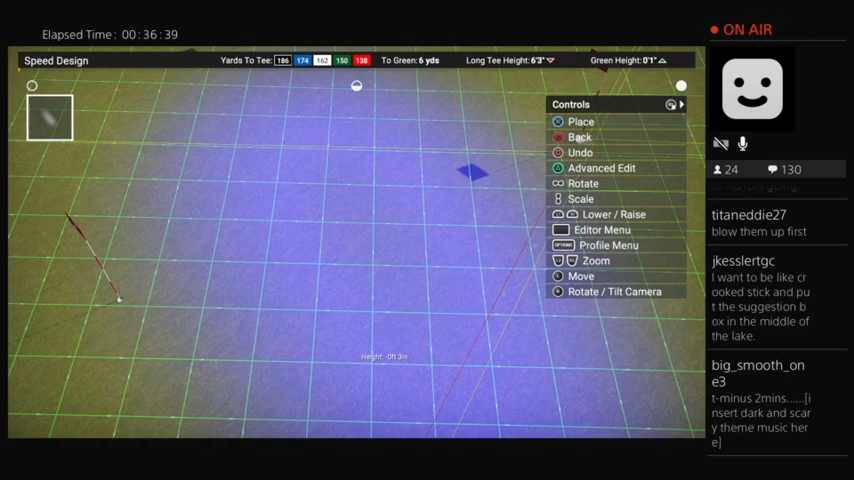 Elapsed Time: 00:36:39
ON AIR
Speed Design
Yards To Tee: 186 174 162 150 138
To Green: 6 yds
Long Tee Height: 6'3"
Green Height: 0'1"
Controls
Place
Back
Undo
Advanced Edit
Rotate
Scale
Lower / Raise
Editor Menu
OPTIONS Profile Menu
Zoom
Move
Rotate / Tilt Camera
Height: -0ft 3in
24 130
titaneddie27
blow them up first
jkesslertgc
I want to be like cr
ooked stick and pu
t the suggestion b
ox in the middle of
the lake.
big_smooth_on
e3
t-minus 2mins......[i
nsert dark and scar
y theme music her
e]